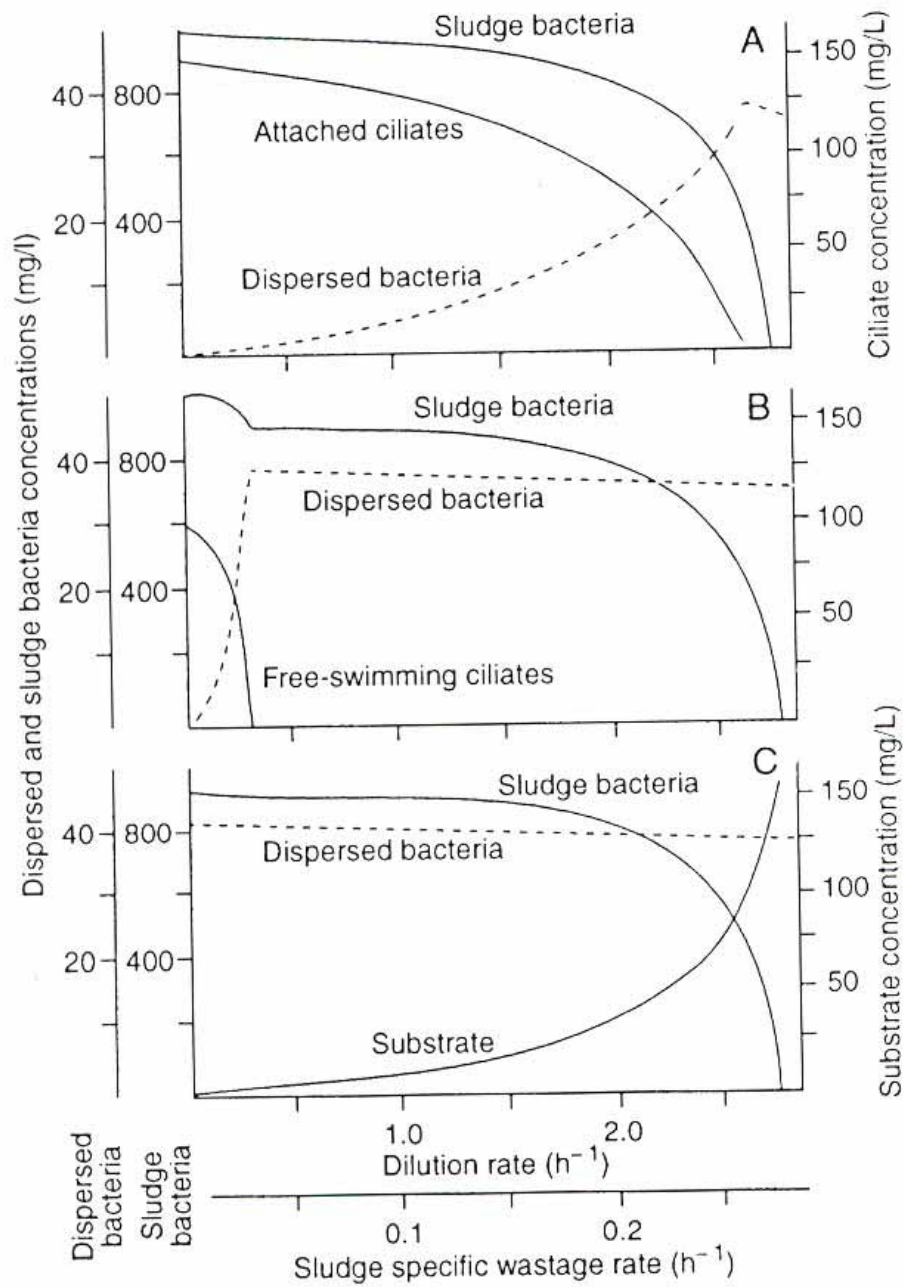 Sludge bacteria
A
Attached ciliates
Dispersed bacteria
40
20
800
400
150
100
50
Ciliate concentration (mg/L)
Dispersed and sludge bacteria concentrations (mg/l)
Sludge bacteria
B
Dispersed bacteria
Free-swimming ciliates
40
20
800
400
150
100
50
Sludge bacteria
C
Dispersed bacteria
Substrate
40
20
800
400
150
100
50
Substrate concentration (mg/L)
Dispersed
bacteria
Sludge
bacteria
1.0
2.0
Dilution rate (h⁻¹)
0.1
0.2
Sludge specific wastage rate (h⁻¹)